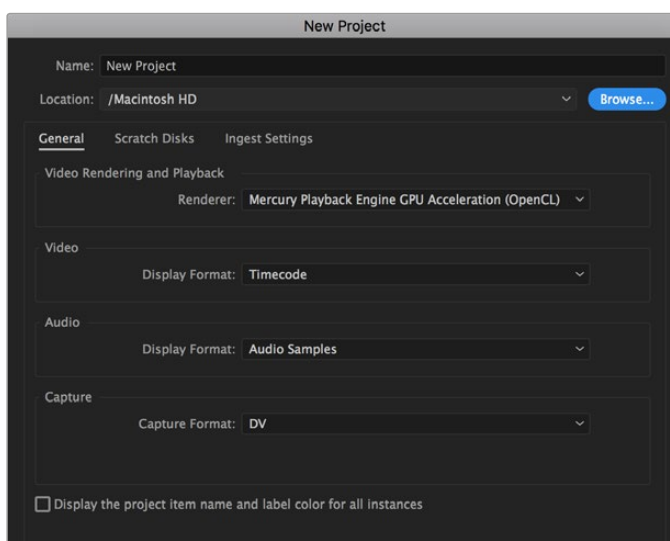 New Project
Name: New Project
Location: /Macintosh HD Browse...
General Scratch Disks Ingest Settings
Video Rendering and Playback
Renderer: Mercury Playback Engine GPU Acceleration (OpenCL)
Video
Display Format: Timecode
Audio
Display Format: Audio Samples
Capture
Capture Format: DV
Display the project item name and label color for all instances